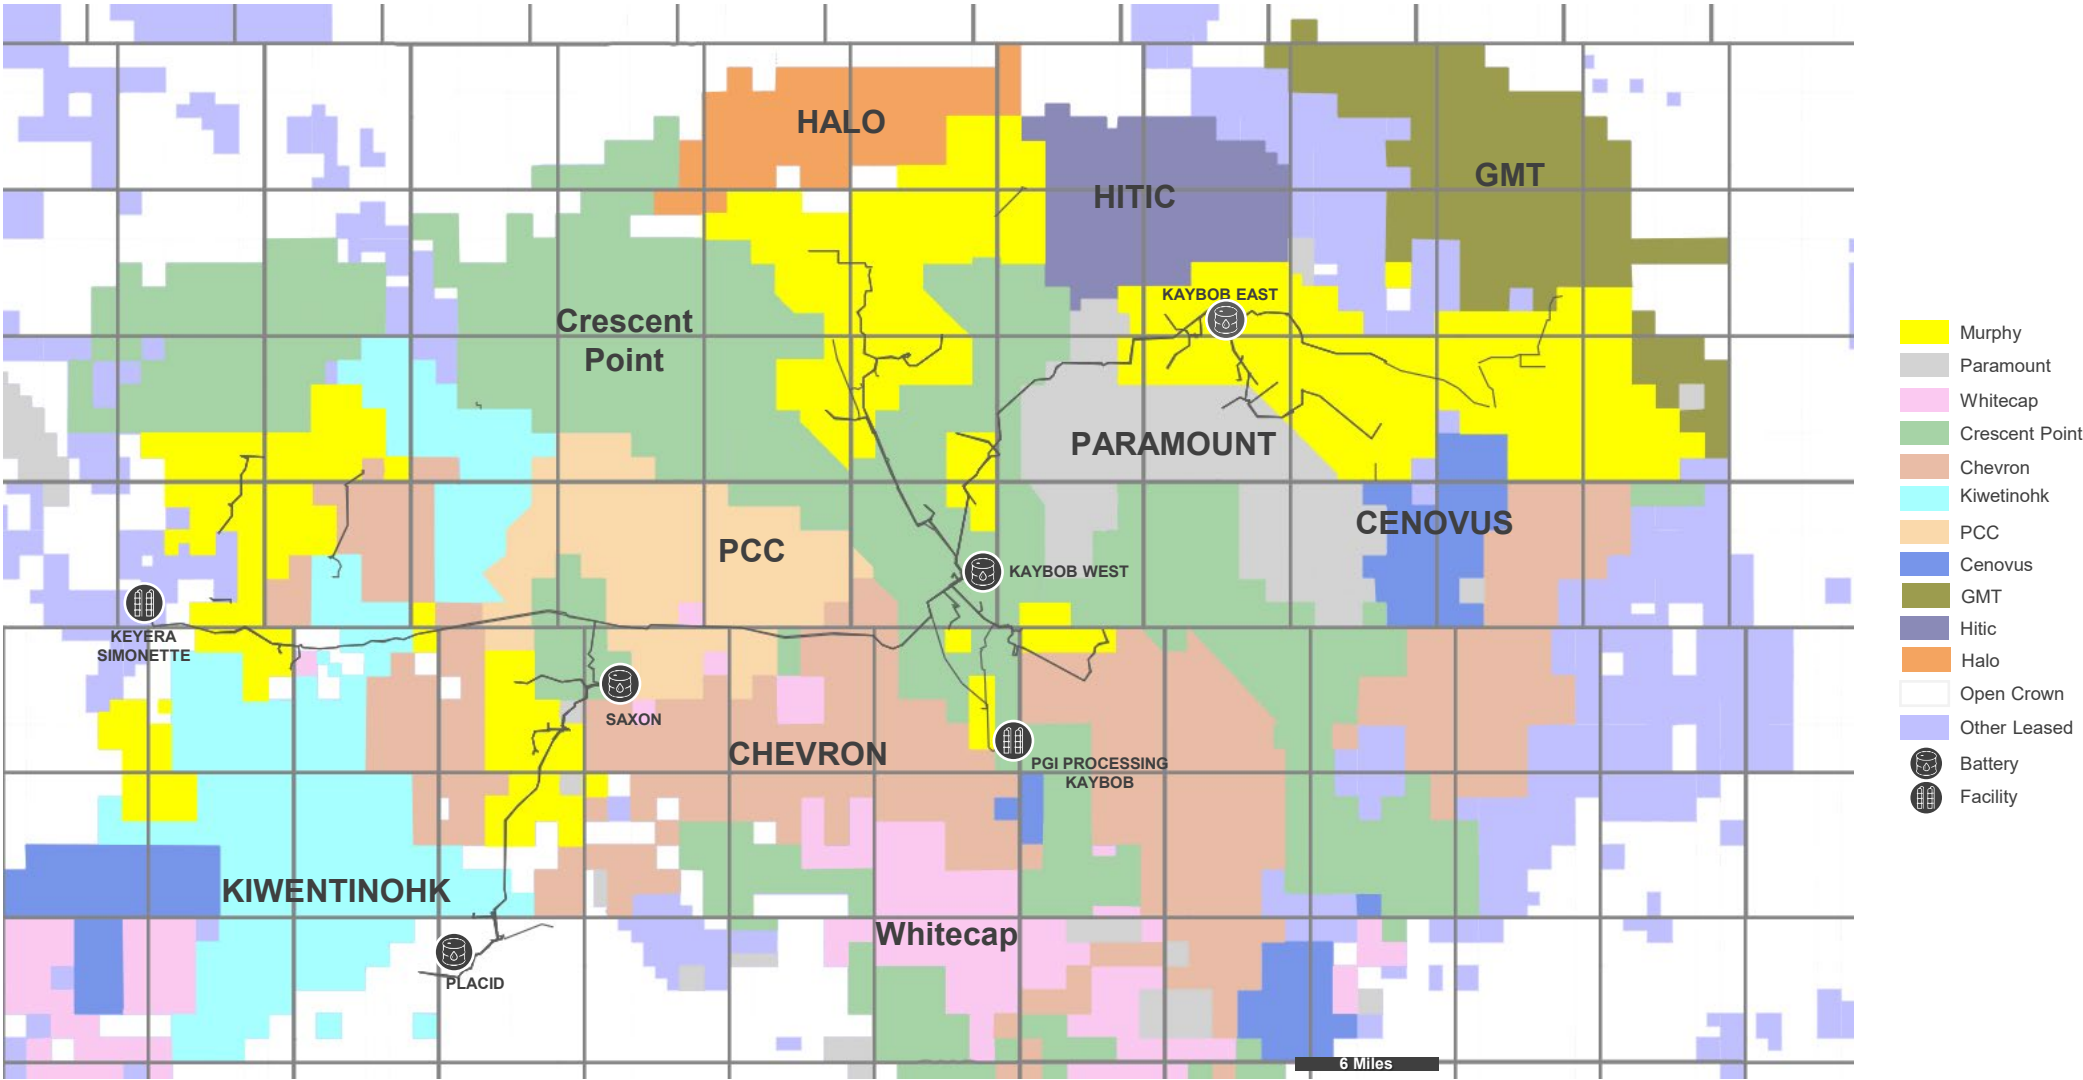 HALO
GMT
HITIC
KAYBOB EAST
Crescent
Point
PARAMOUNT
CENOVUS
PCC
KAYBOB WEST
KEYERA
SIMONETTE
SAXON
CHEVRON
PGI PROCESSING
KAYBOB
KIWENTINOHK
Whitecap
PLACID
6 Miles
Murphy
Paramount
Whitecap
Crescent Point
Chevron
Kiwetinohk
PCC
Cenovus
GMT
Hitic
Halo
Open Crown
Other Leased
Battery
Facility